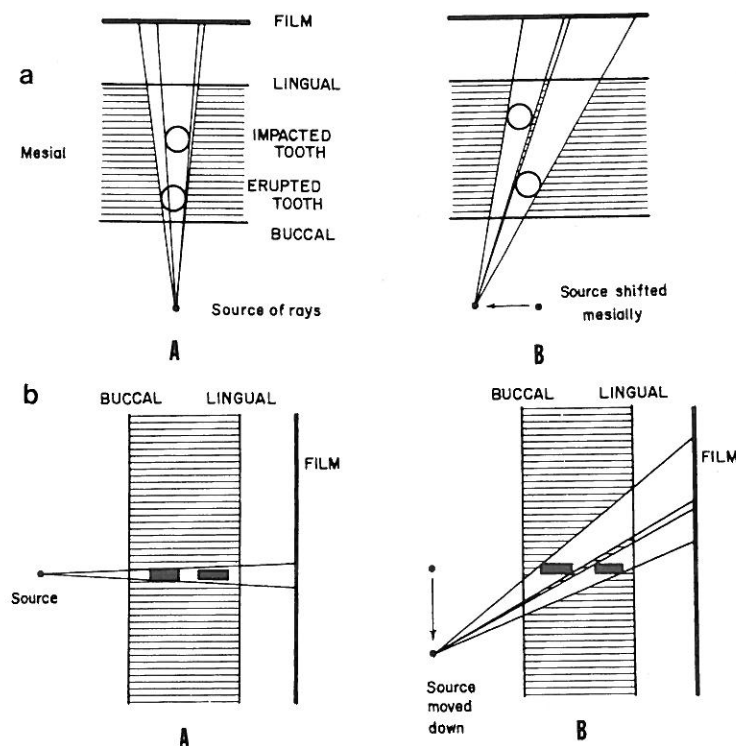 FILM
a
LINGUAL
Mesial
IMPACTED
TOOTH
ERUPTED
TOOTH
BUCCAL
Source of rays
A
Source shifted
mesially
B
b
BUCCAL LINGUAL
FILM
Source
A
BUCCAL LINGUAL
FILM
Source
moved
down
B